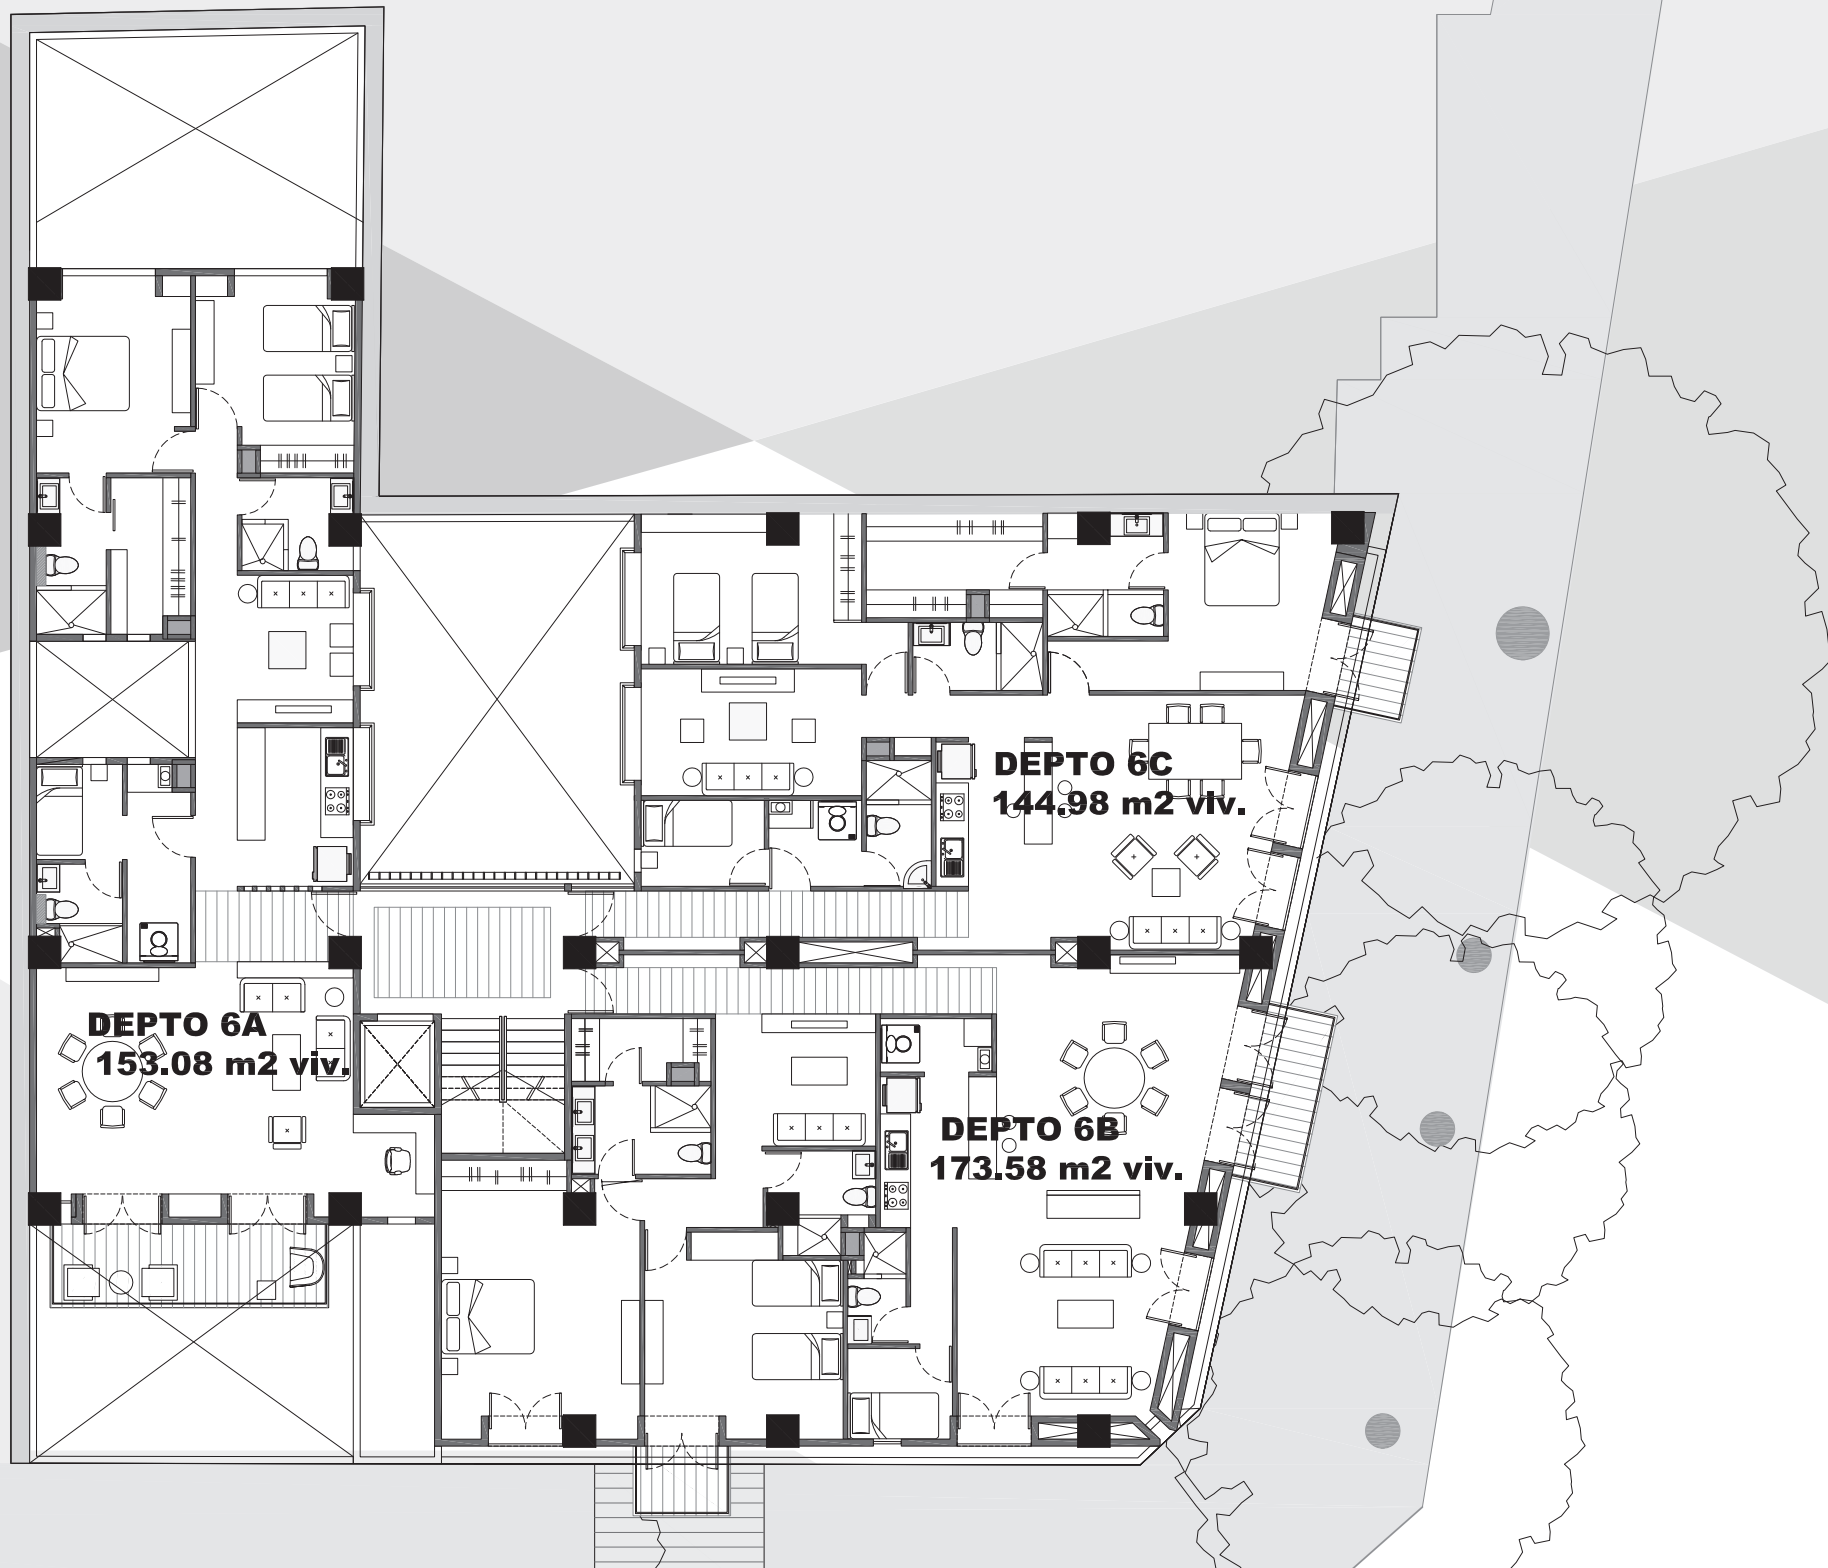 DEPTO 6C
144.98 m2 viv.
DEPTO 6A
153.08 m2 viv.
DEPTO 6B
173.58 m2 viv.